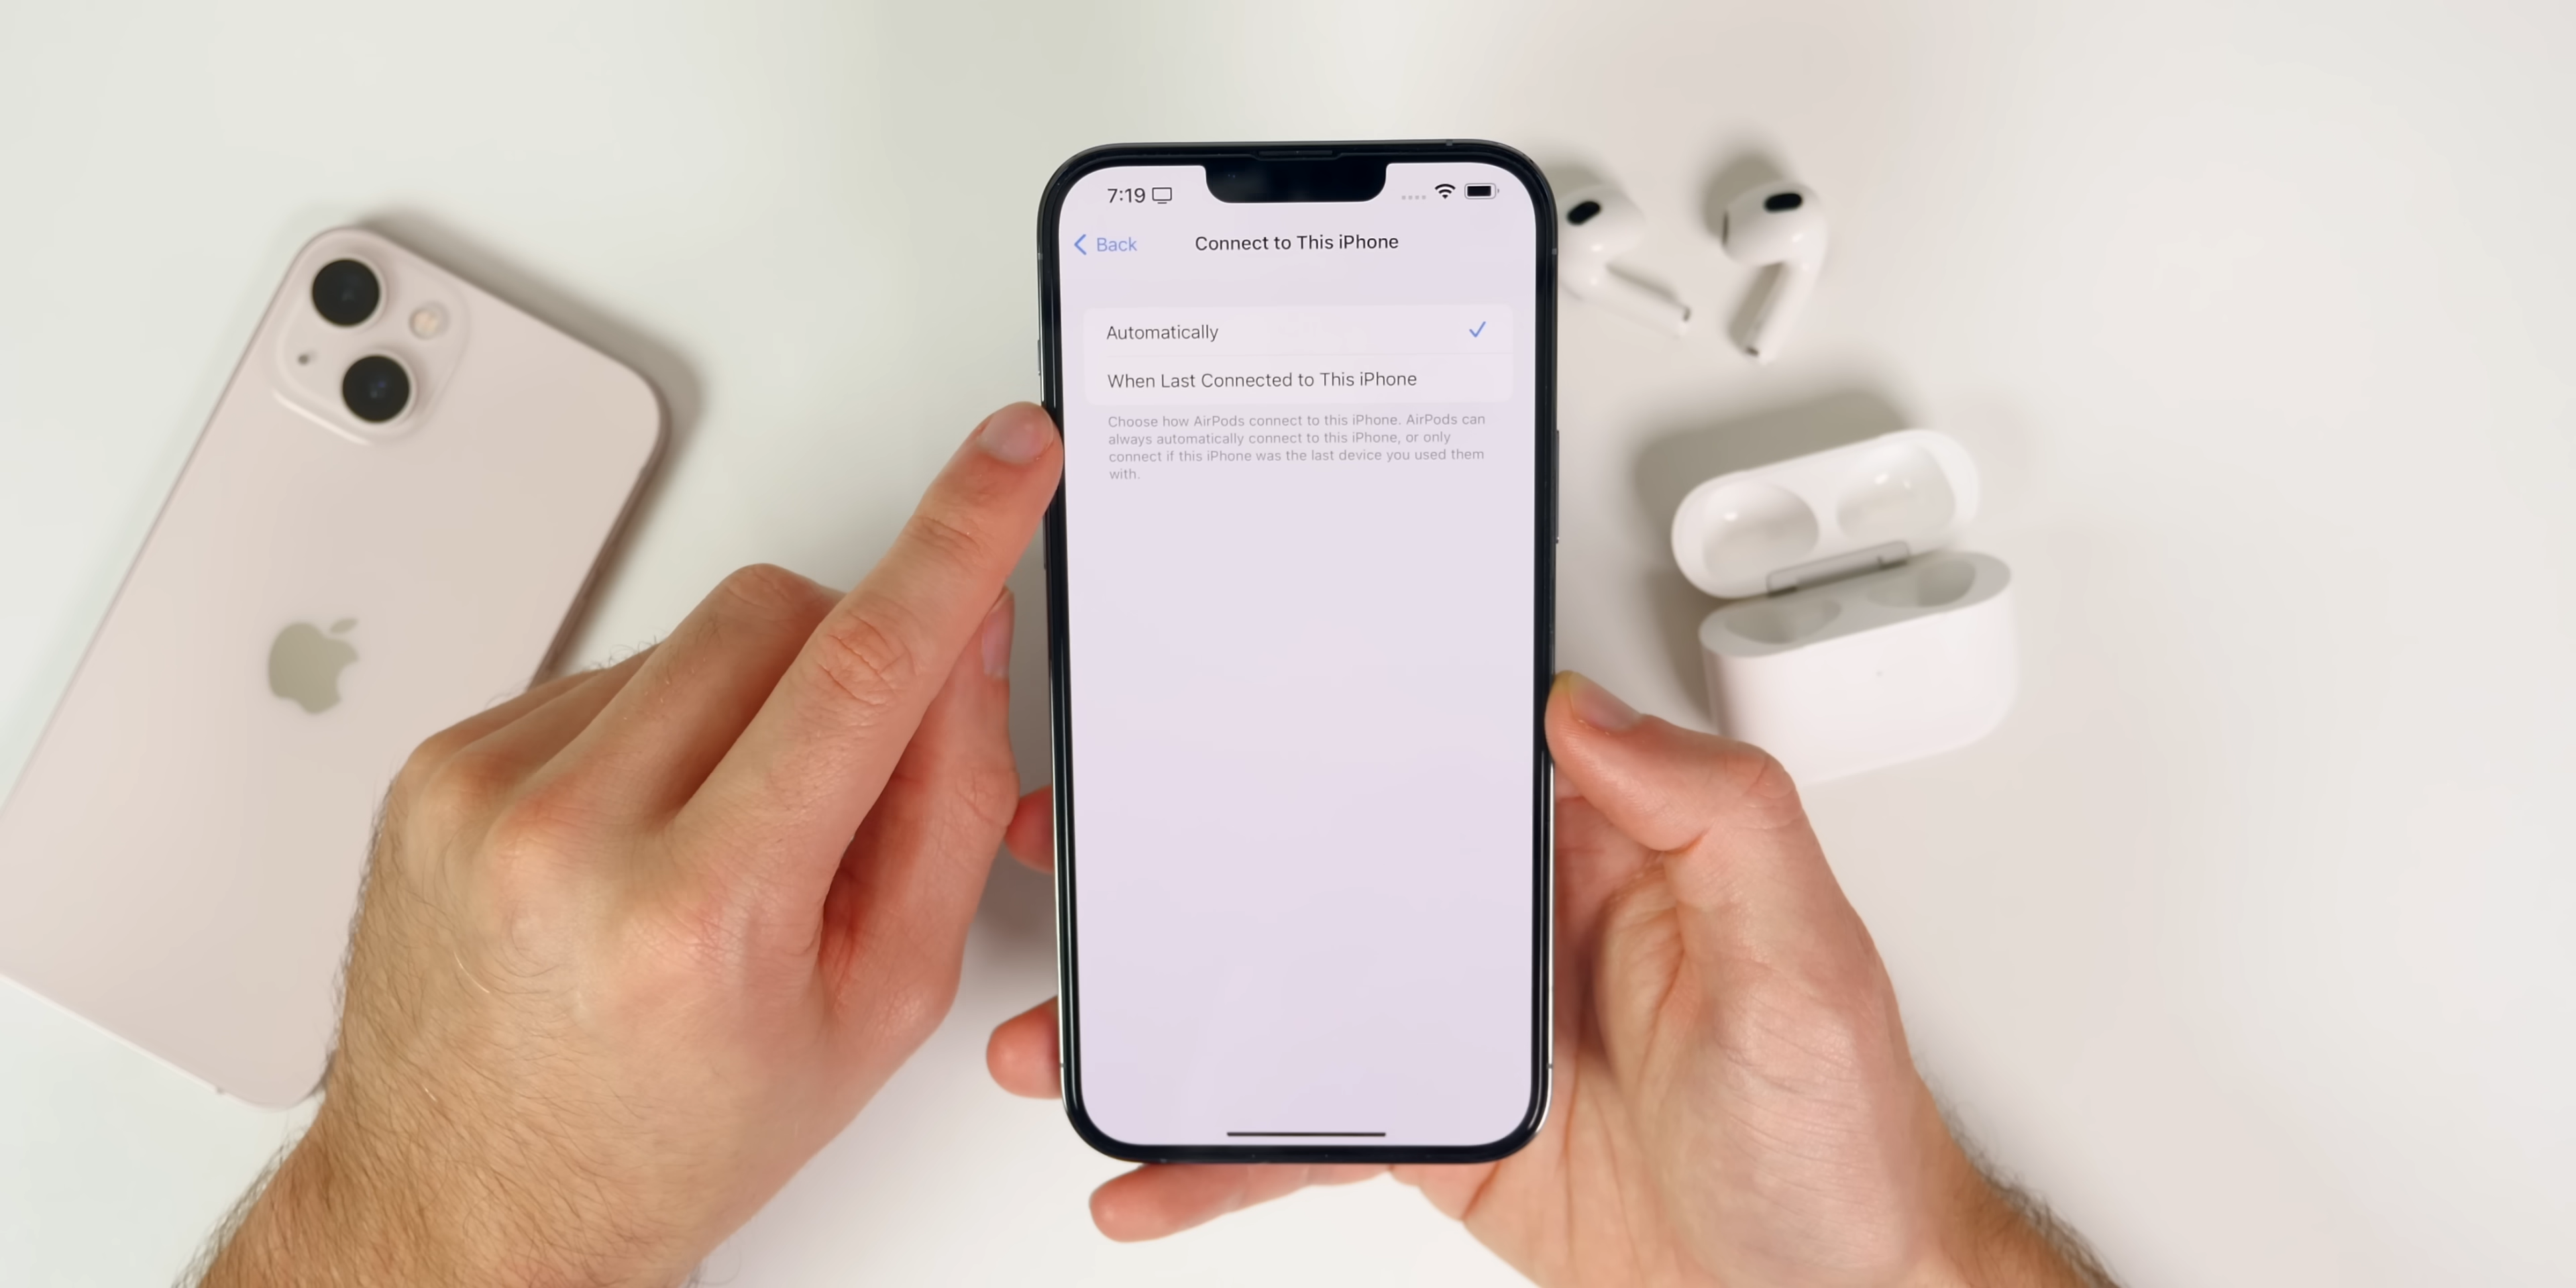 7:19
Back
Connect to This iPhone
Automatically
When Last Connected to This iPhone
Choose how AirPods connect to this iPhone. AirPods can
always automatically connect to this iPhone, or only
connect if this iPhone was the last device you used them
with.